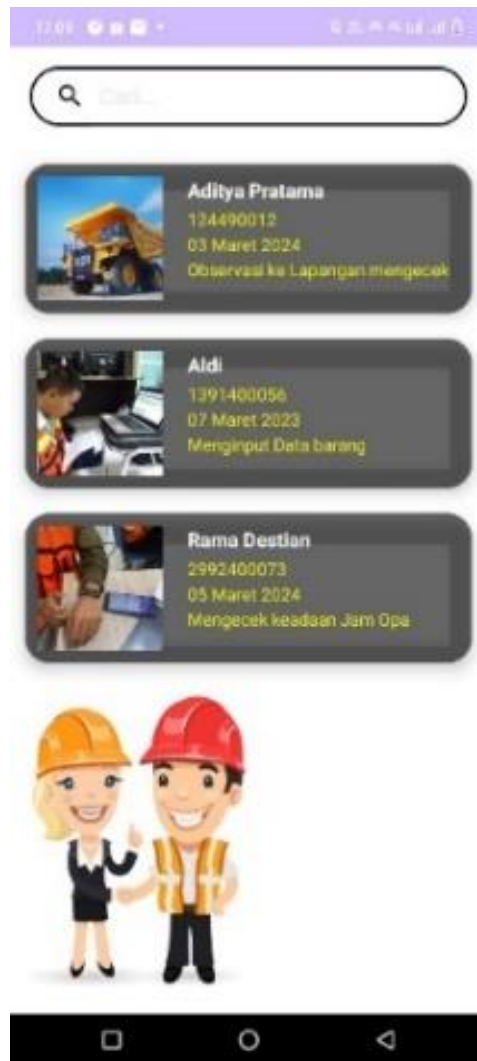 Cari...
Aditya Pratama
124490012
03 Maret 2024
Observasi ke Lapangan mengecek
Aldi
1391400056
07 Maret 2023
Menginput Data barang
Rama Destian
2992400073
05 Maret 2024
Mengecek keadaan Jam Opa